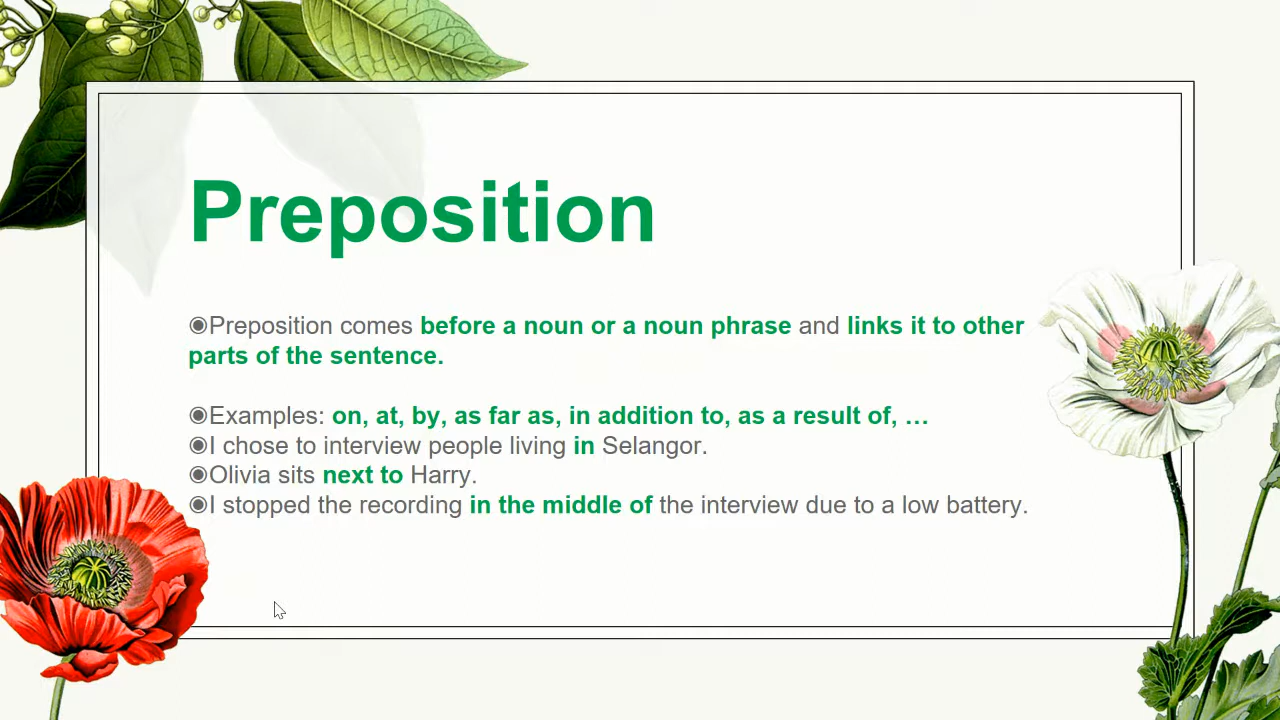 Preposition
◉Preposition comes before a noun or a noun phrase and links it to other
parts of the sentence.
◉Examples: on, at, by, as far as, in addition to, as a result of, …
◉I chose to interview people living in Selangor.
◉Olivia sits next to Harry.
◉I stopped the recording in the middle of the interview due to a low battery.